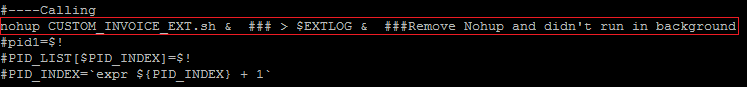 #----Calling
nohup CUSTOM_INVOICE_EXT.sh &  ### > $EXTLOG &  ###Remove Nohup and didn't run in background
#pid1=$!
#PID_LIST[$PID_INDEX]=$!
#PID_INDEX=`expr ${PID_INDEX} + 1`